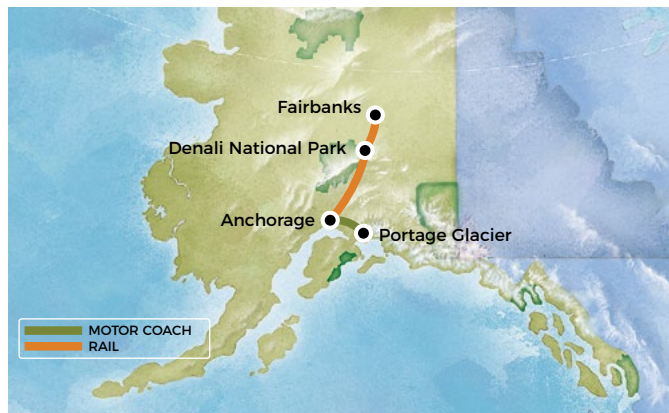 Fairbanks
Denali National Park
Anchorage
Portage Glacier
MOTOR COACH
RAIL